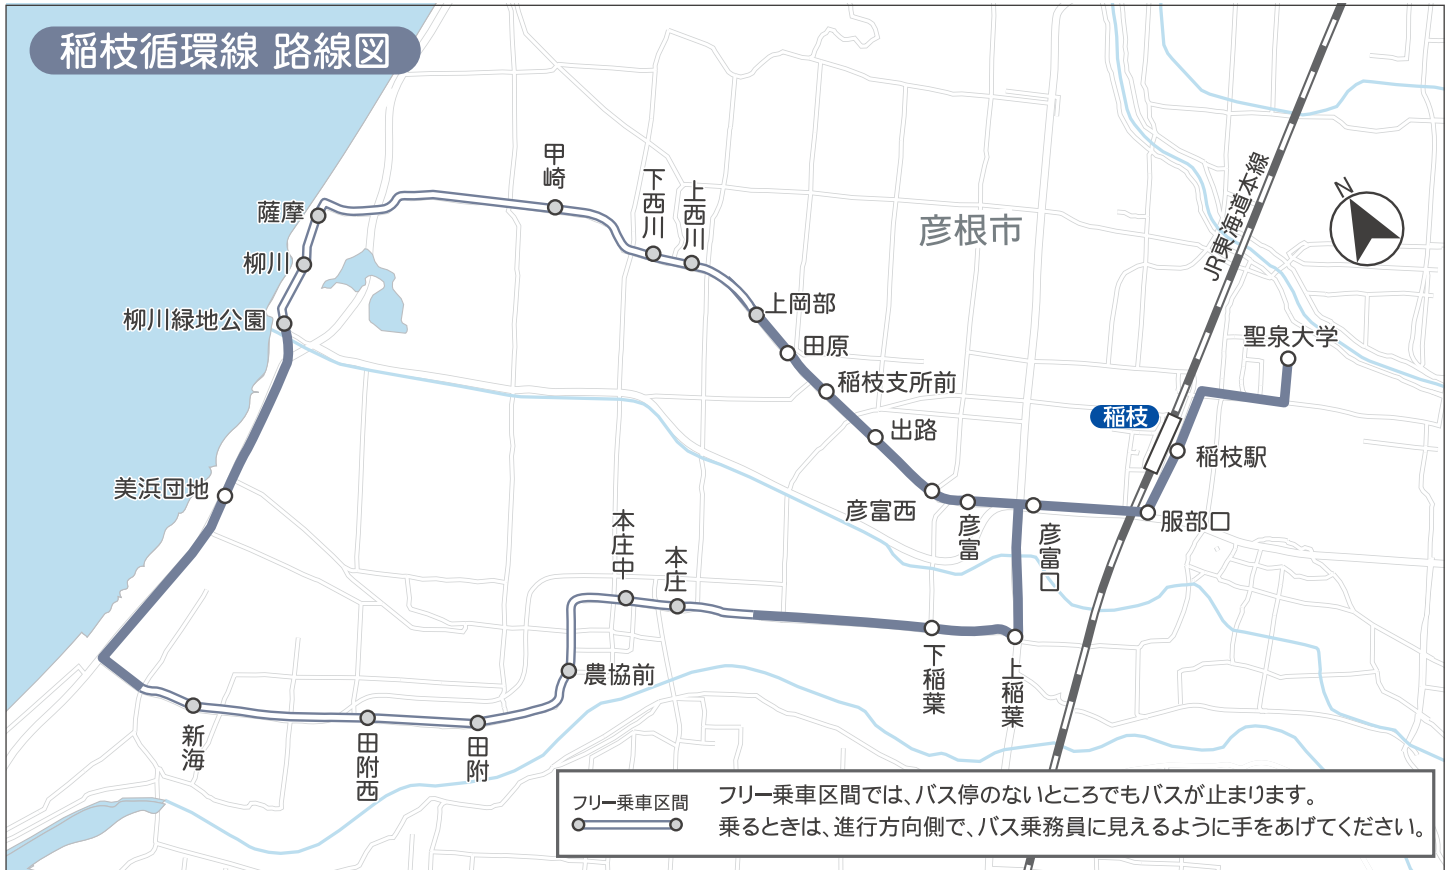 稲枝循環線 路線図
甲崎
下西川
上西川
薩摩
柳川
柳川緑地公園
彦根市
JR東海道本線
N
上岡部
田原
稲枝支所前
出路
聖泉大学
稲枝
稲枝駅
美浜団地
彦富西
彦富
彦富口
服部口
本庄中
本庄
農協前
下稲葉
上稲葉
新海
田附西
田附
フリー乗車区間
フリー乗車区間では、バス停のないところでもバスが止まります。
乗るときは、進行方向側で、バス乗務員に見えるように手をあげてください。